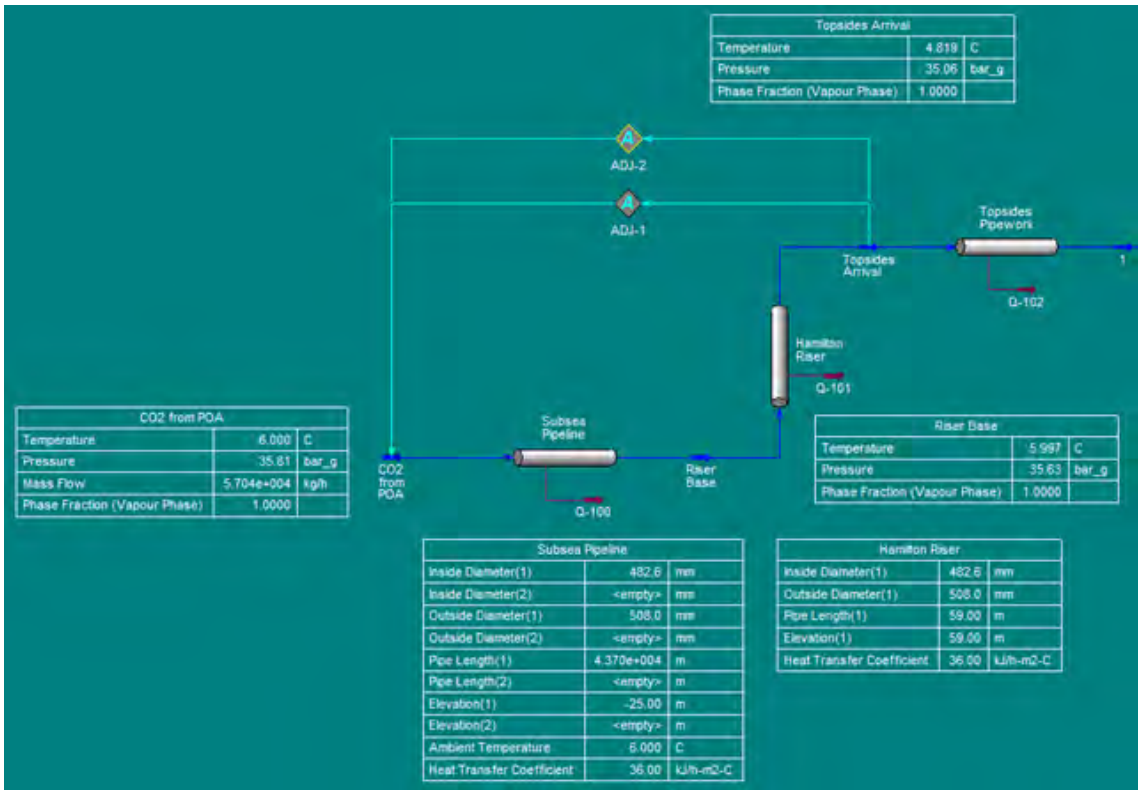 Topsides Arrival
Temperature 4.819 C
Pressure 35.06 bar_g
Phase Fraction (Vapour Phase) 1.0000
ADJ-2
ADJ-1
Topsides
Pipework
Topsides
Arrival
1
Q-102
Hamilton
Riser
Q-101
CO2 from POA
Temperature 6.000 C
Pressure 35.61 bar_g
Mass Flow 5.704e+004 kg/h
Phase Fraction (Vapour Phase) 1.0000
Subsea
Pipeline
CO2
from
POA
Riser
Base
Q-100
Riser Base
Temperature 5.997 C
Pressure 35.63 bar_g
Phase Fraction (Vapour Phase) 1.0000
Subsea Pipeline
Inside Diameter(1) 482.6 mm
Inside Diameter(2) <empty> mm
Outside Diameter(1) 508.0 mm
Outside Diameter(2) <empty> mm
Pipe Length(1) 4.370e+004 m
Pipe Length(2) <empty> m
Elevation(1) -25.00 m
Elevation(2) <empty> m
Ambient Temperature 6.000 C
Heat Transfer Coefficient 36.00 kJ/h-m2-C
Hamilton Riser
Inside Diameter(1) 482.6 mm
Outside Diameter(1) 508.0 mm
Pipe Length(1) 59.00 m
Elevation(1) 59.00 m
Heat Transfer Coefficient 36.00 kJ/h-m2-C